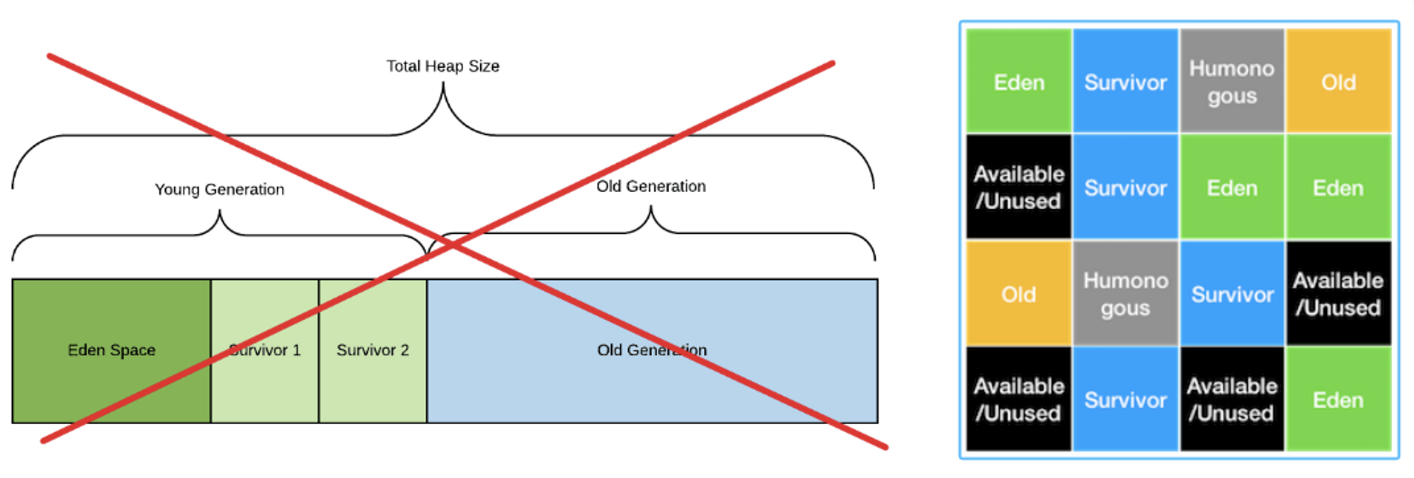 Total Heap Size
Young Generation
Old Generation
Eden Space
Survivor 1
Survivor 2
Old Generation
Eden
Survivor
Humono
gous
Old
Available
/Unused
Survivor
Eden
Eden
Old
Humono
gous
Survivor
Available
/Unused
Available
/Unused
Survivor
Available
/Unused
Eden